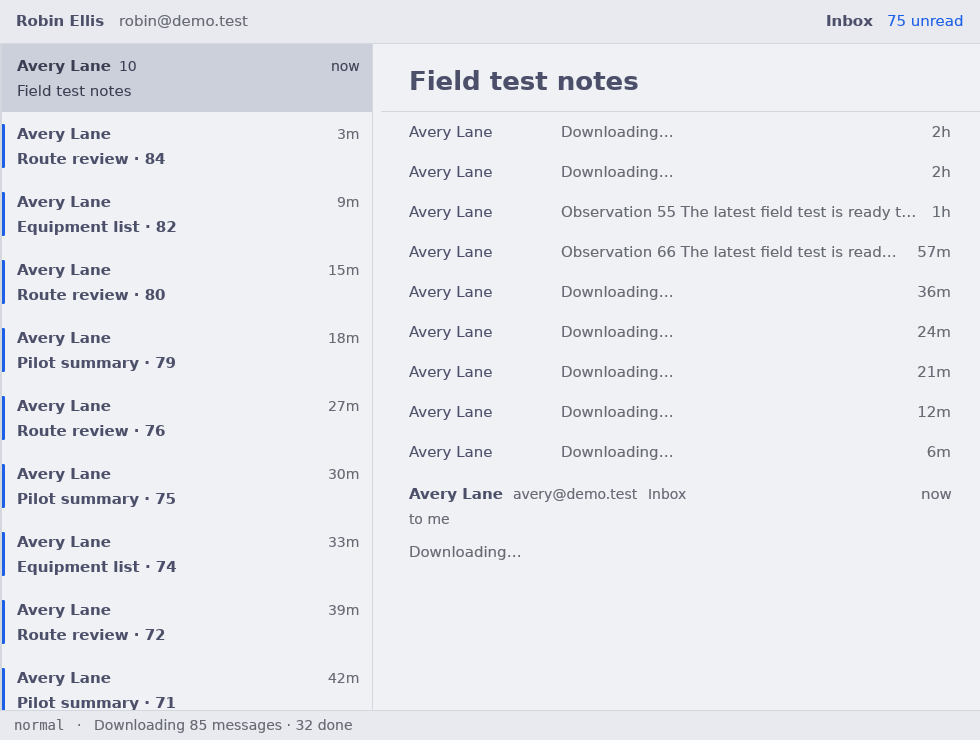 Robin Ellis robin@demo.test
Inbox 75 unread
Avery Lane 10 now
Field test notes
Avery Lane 3m
Route review · 84
Avery Lane 9m
Equipment list · 82
Avery Lane 15m
Route review · 80
Avery Lane 18m
Pilot summary · 79
Avery Lane 27m
Route review · 76
Avery Lane 30m
Pilot summary · 75
Avery Lane 33m
Equipment list · 74
Avery Lane 39m
Route review · 72
Avery Lane 42m
Pilot summary · 71
Field test notes
Avery Lane Downloading… 2h
Avery Lane Downloading… 2h
Avery Lane Observation 55 The latest field test is ready t… 1h
Avery Lane Observation 66 The latest field test is read… 57m
Avery Lane Downloading… 36m
Avery Lane Downloading… 24m
Avery Lane Downloading… 21m
Avery Lane Downloading… 12m
Avery Lane Downloading… 6m
Avery Lane avery@demo.test Inbox now
to me
Downloading…
normal · Downloading 85 messages · 32 done